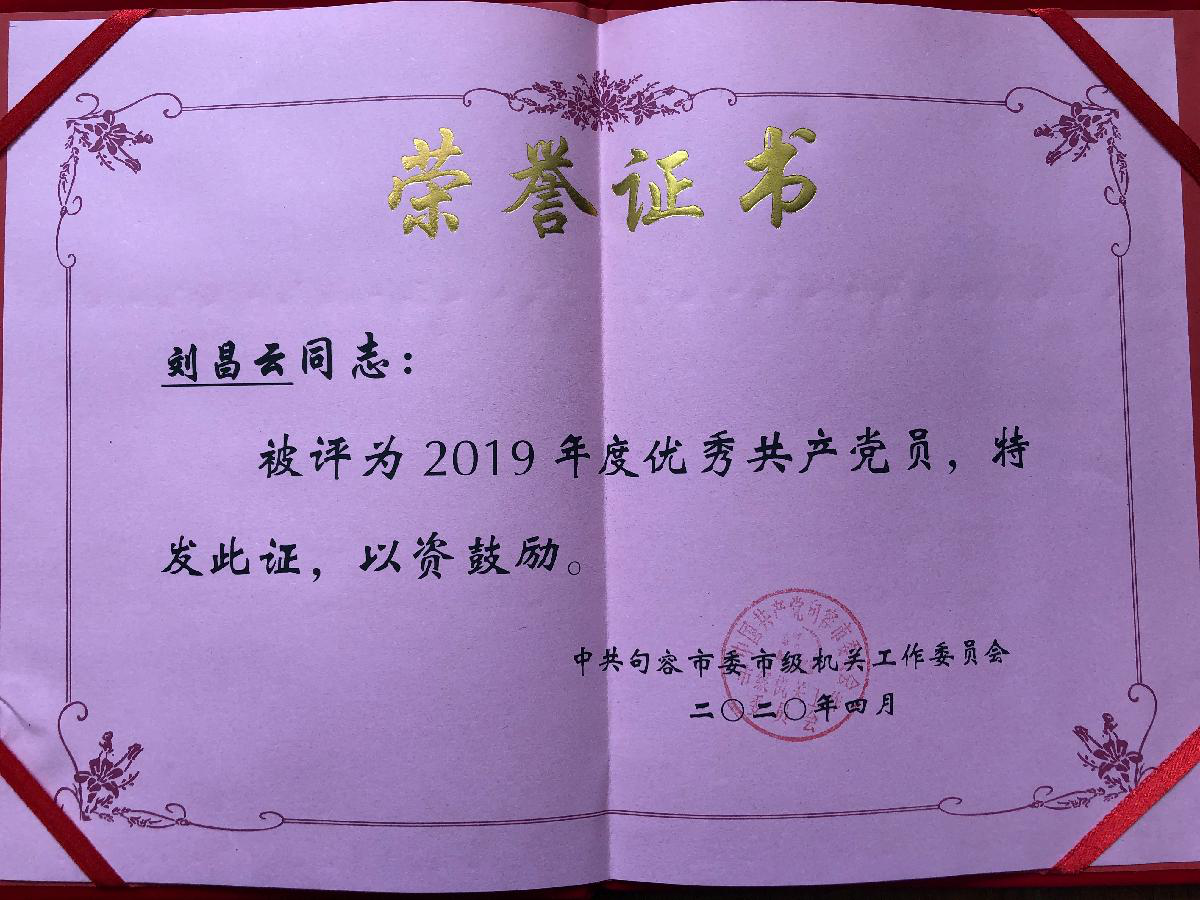 荣誉证书
刘昌云同志：
被评为2019年度优秀共产党员，特
发此证，以资鼓励。
中共句容市委市级机关工作委员会
二〇二〇年四月